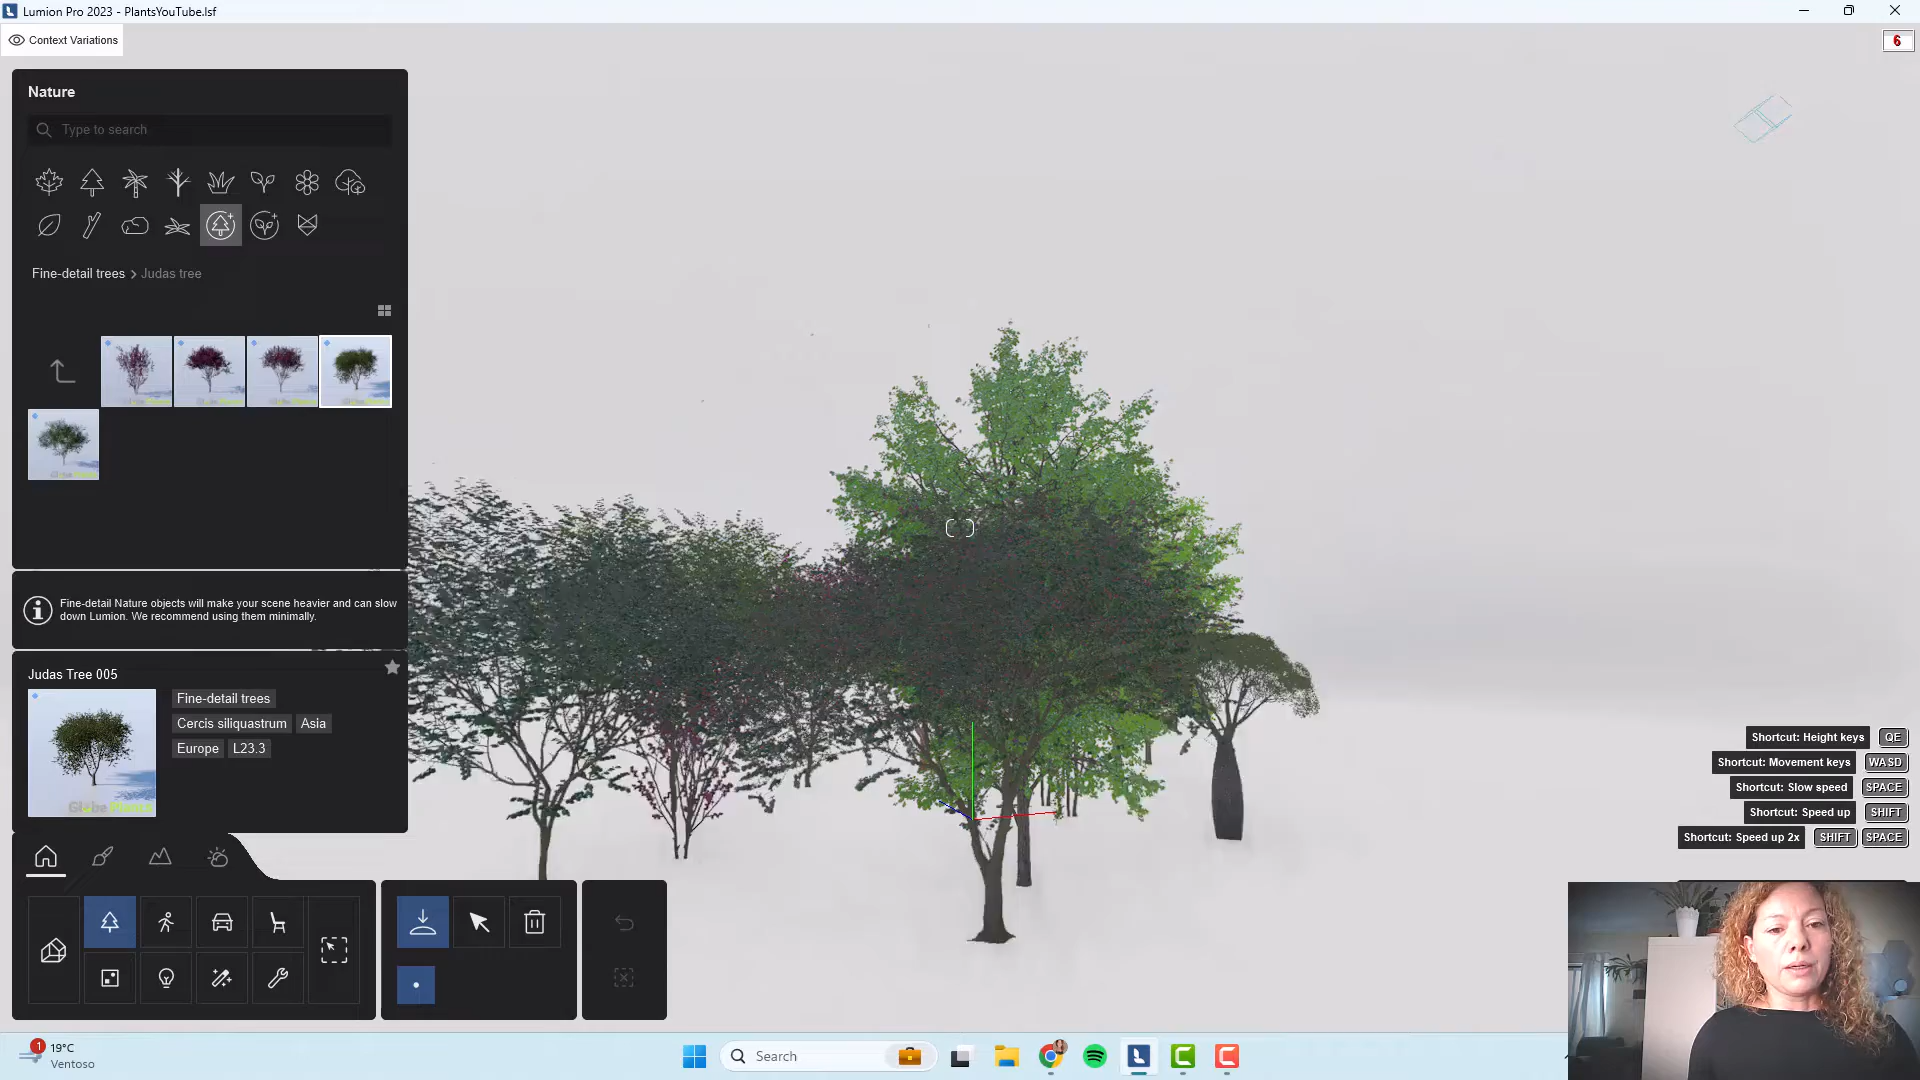 Lumion Pro 2023 - PlantsYouTube.lsf
Context Variations
6
Nature
Type to search
Fine-detail trees > Judas tree
Fine-detail Nature objects will make your scene heavier and can slow
down Lumion. We recommend using them minimally.
Judas Tree 005
Fine-detail trees
Cercis siliquastrum Asia
Europe L23.3
Globe Plants
Shortcut: Height keys QE
Shortcut: Movement keys WASD
Shortcut: Slow speed SPACE
Shortcut: Speed up SHIFT
Shortcut: Speed up 2x SHIFT SPACE
1
19°C
Ventoso
Search